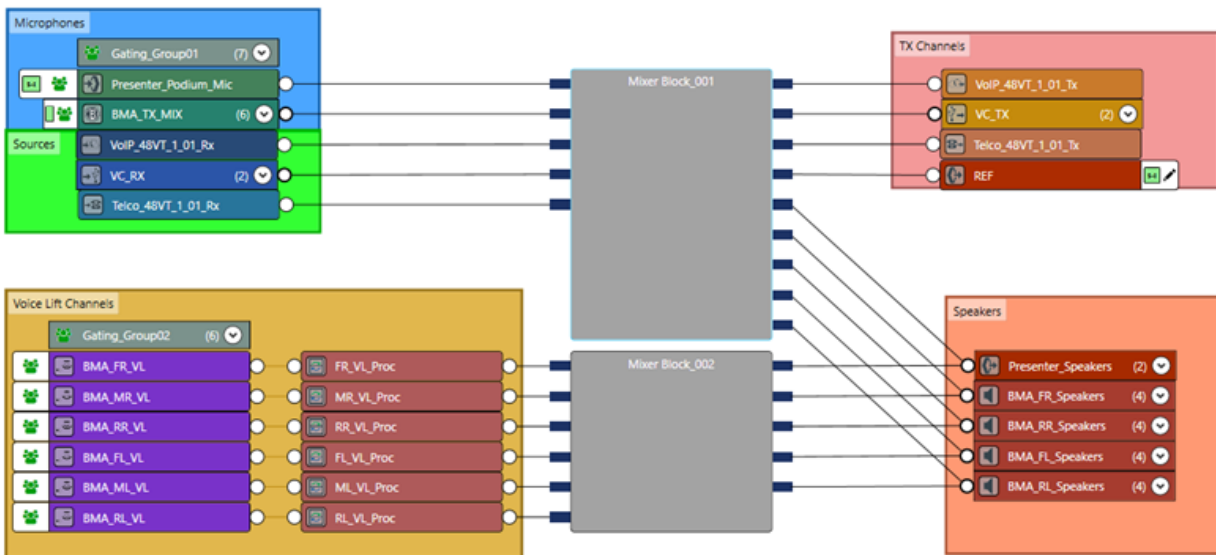 Microphones
Gating_Group01 (7)
Presenter_Podium_Mic
BMA_TX_MIX (6)
Sources
VoIP_48VT_1_01_Rx
VC_RX (2)
Telco_48VT_1_01_Rx
Mixer Block_001
TX Channels
VoIP_48VT_1_01_Tx
VC_TX (2)
Telco_48VT_1_01_Tx
REF
Voice Lift Channels
Gating_Group02 (6)
BMA_FR_VL FR_VL_Proc
BMA_MR_VL MR_VL_Proc
BMA_RR_VL RR_VL_Proc
BMA_FL_VL FL_VL_Proc
BMA_ML_VL ML_VL_Proc
BMA_RL_VL RL_VL_Proc
Mixer Block_002
Speakers
Presenter_Speakers (2)
BMA_FR_Speakers (4)
BMA_RR_Speakers (4)
BMA_FL_Speakers (4)
BMA_RL_Speakers (4)